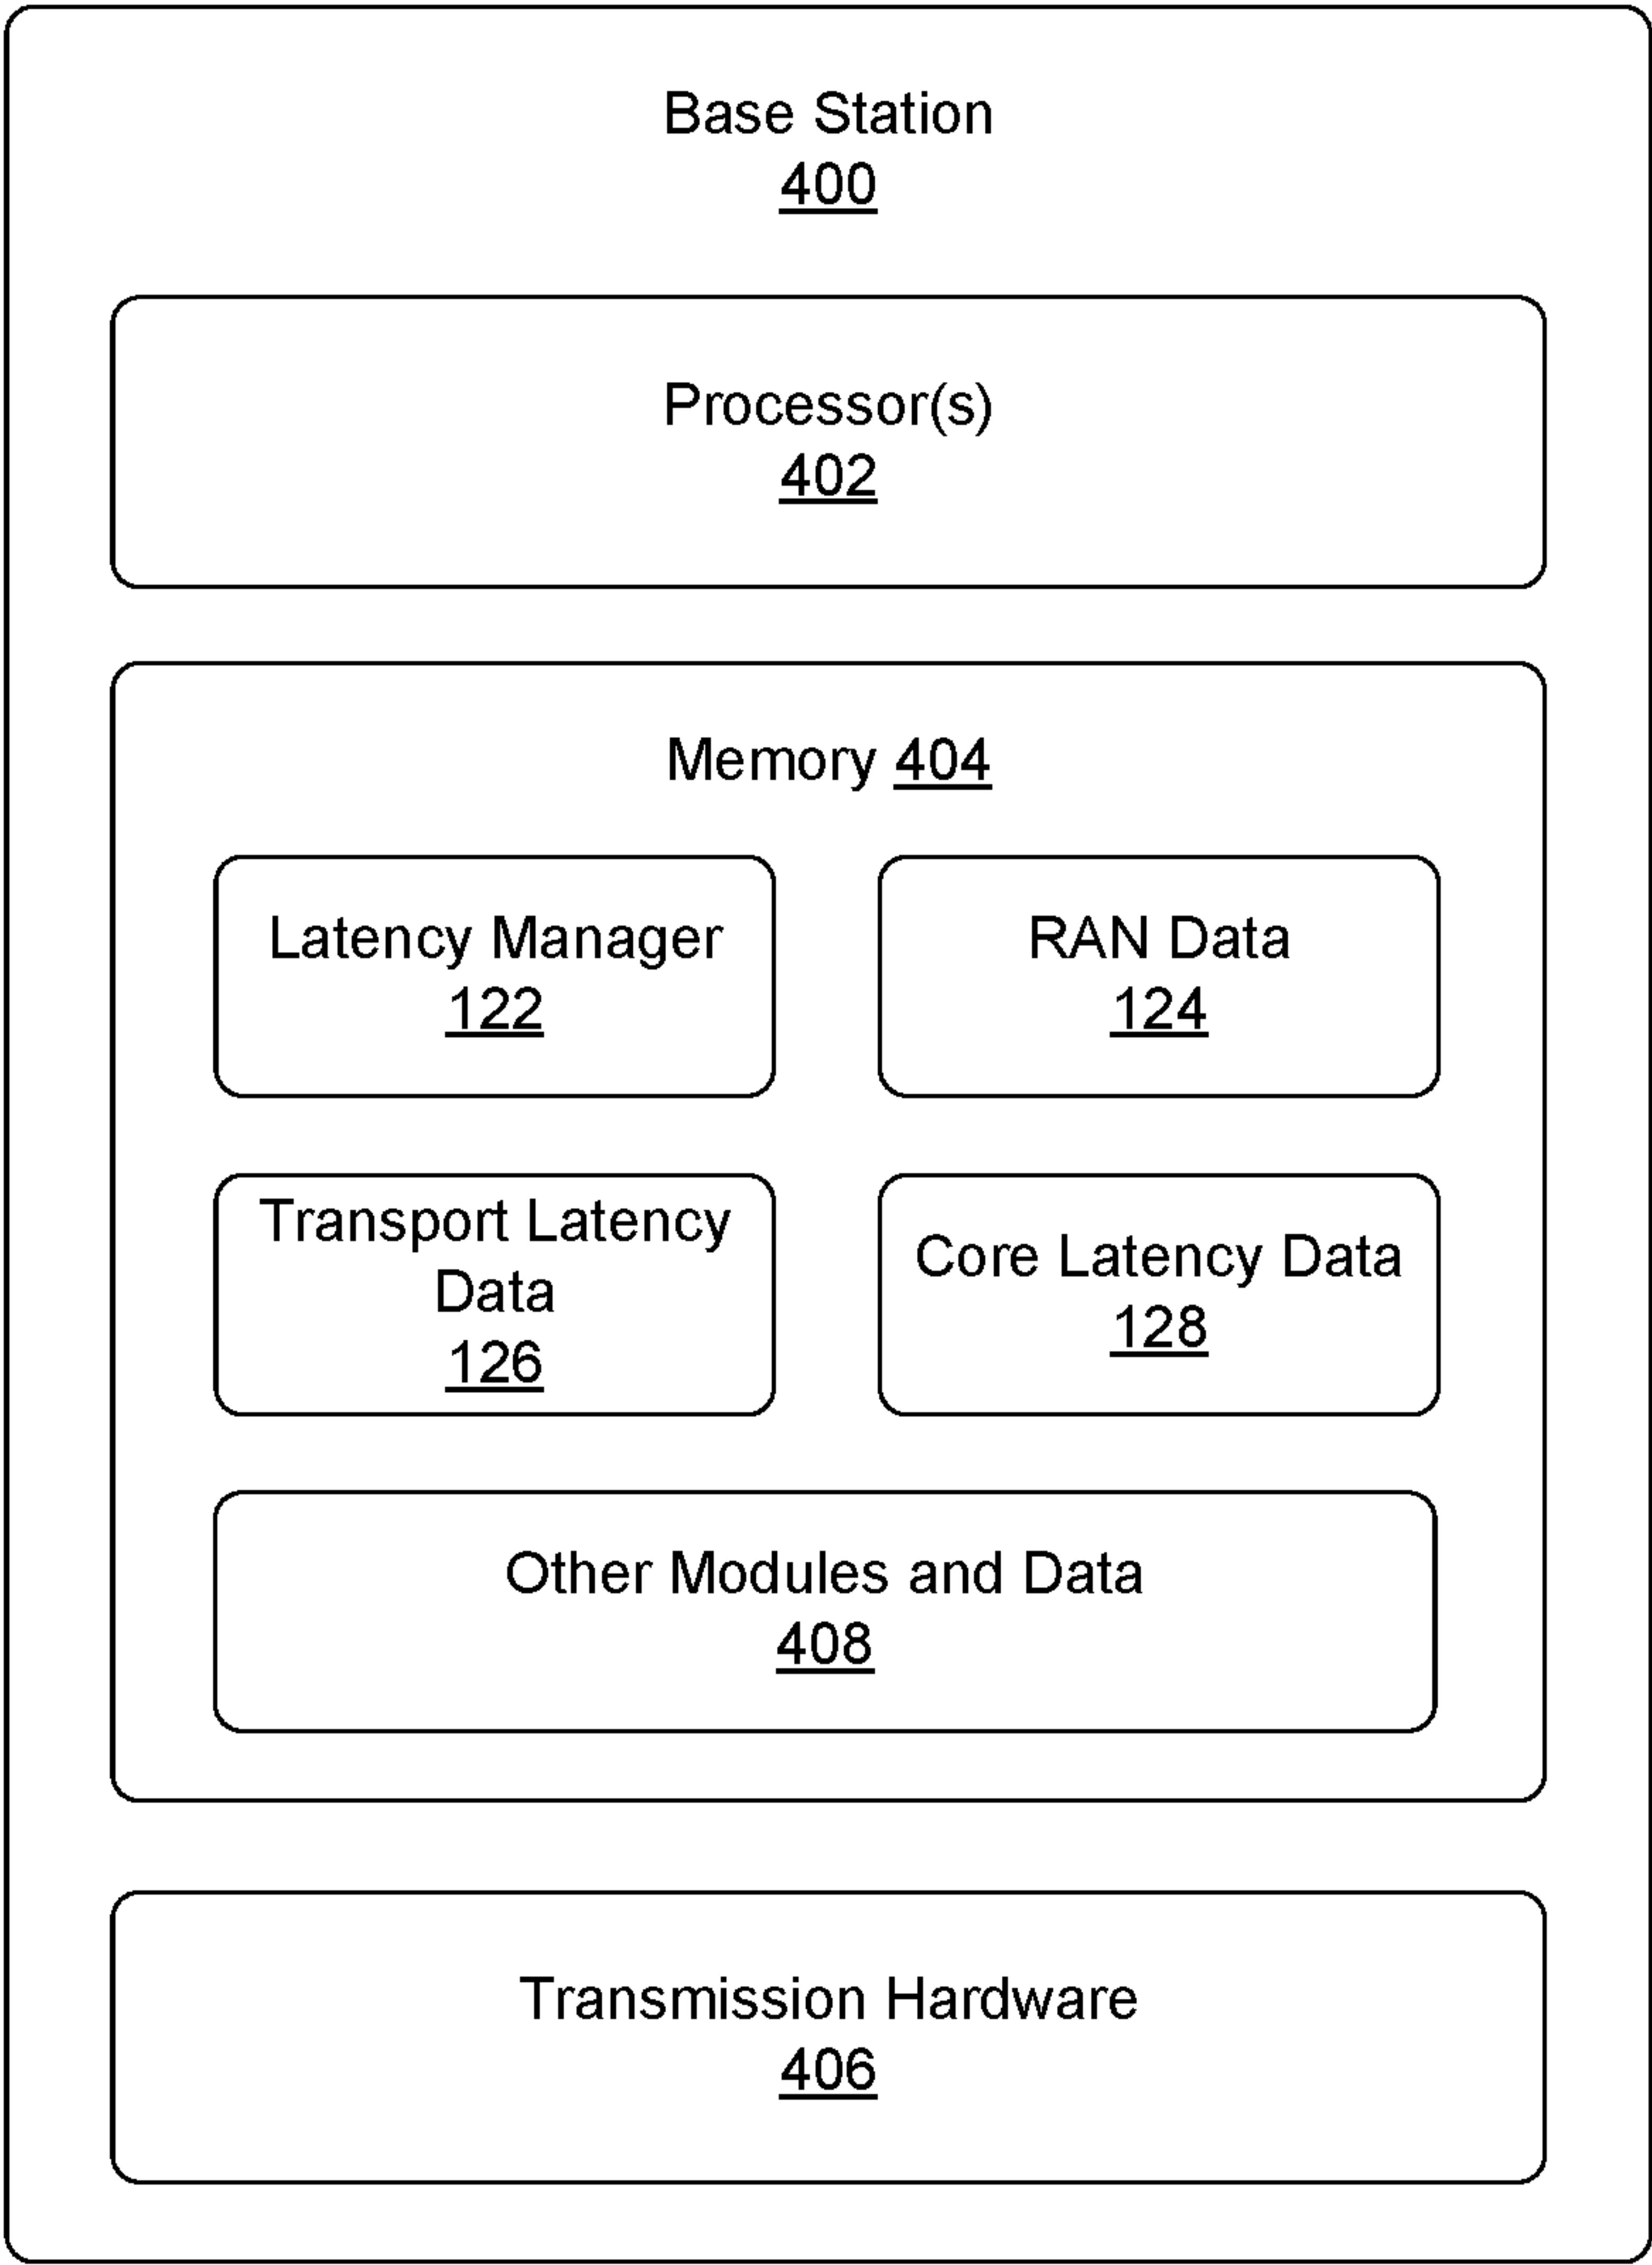 Base Station
400
Processor(s)
402
Memory 404
Latency Manager
122
RAN Data
124
Transport Latency
Data
126
Core Latency Data
128
Other Modules and Data
408
Transmission Hardware
406